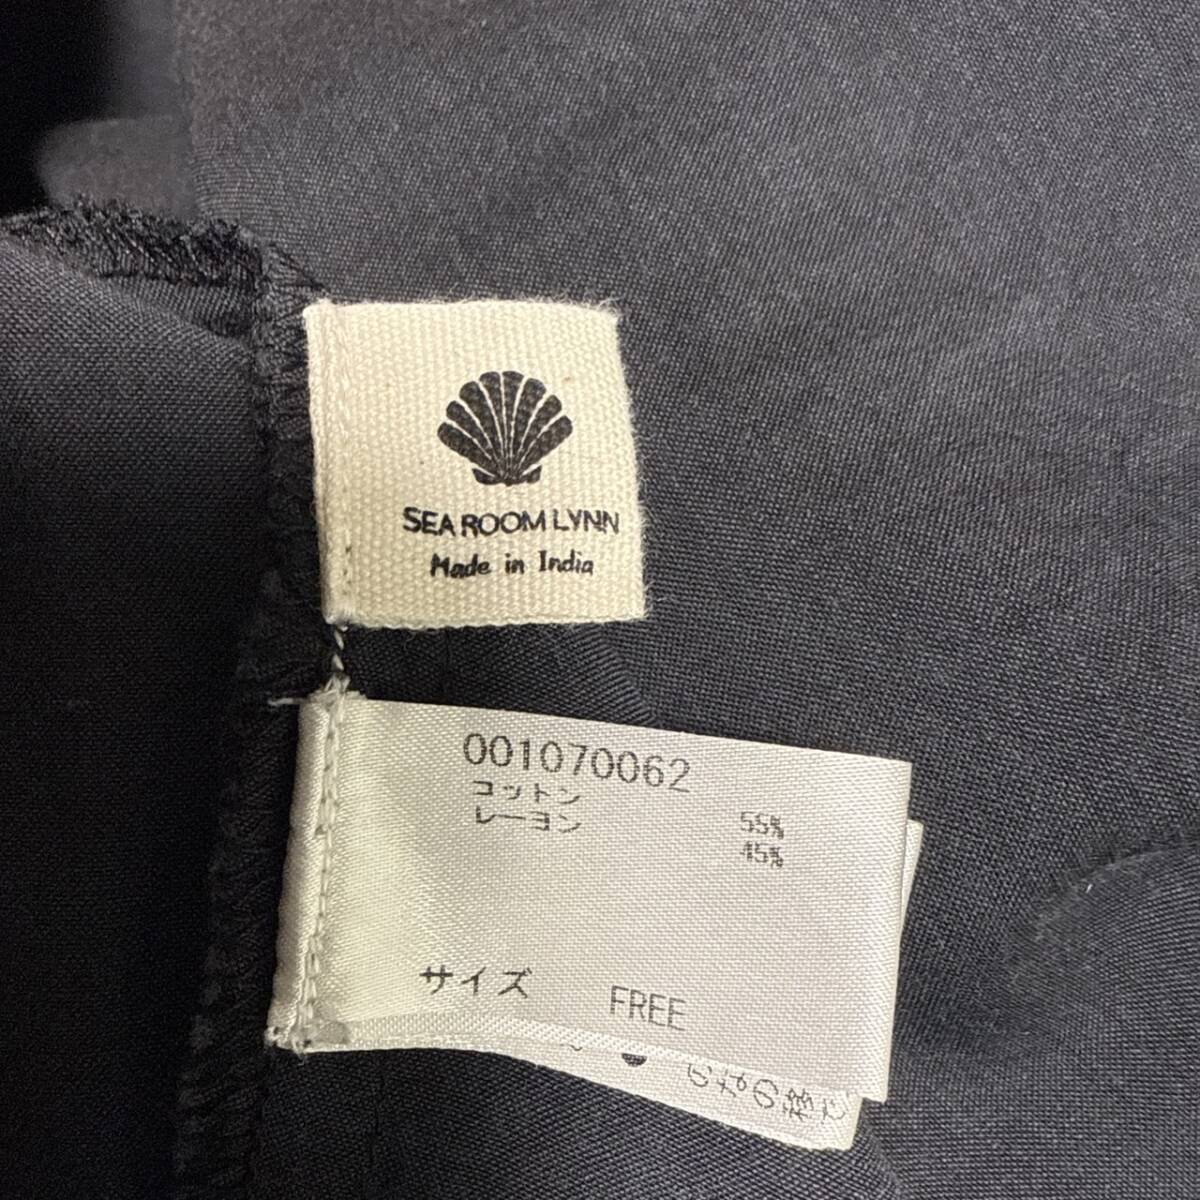 SEA ROOM LYNN
Made in India
001070062
コットン 55%
レーヨン 45%
サイズ FREE